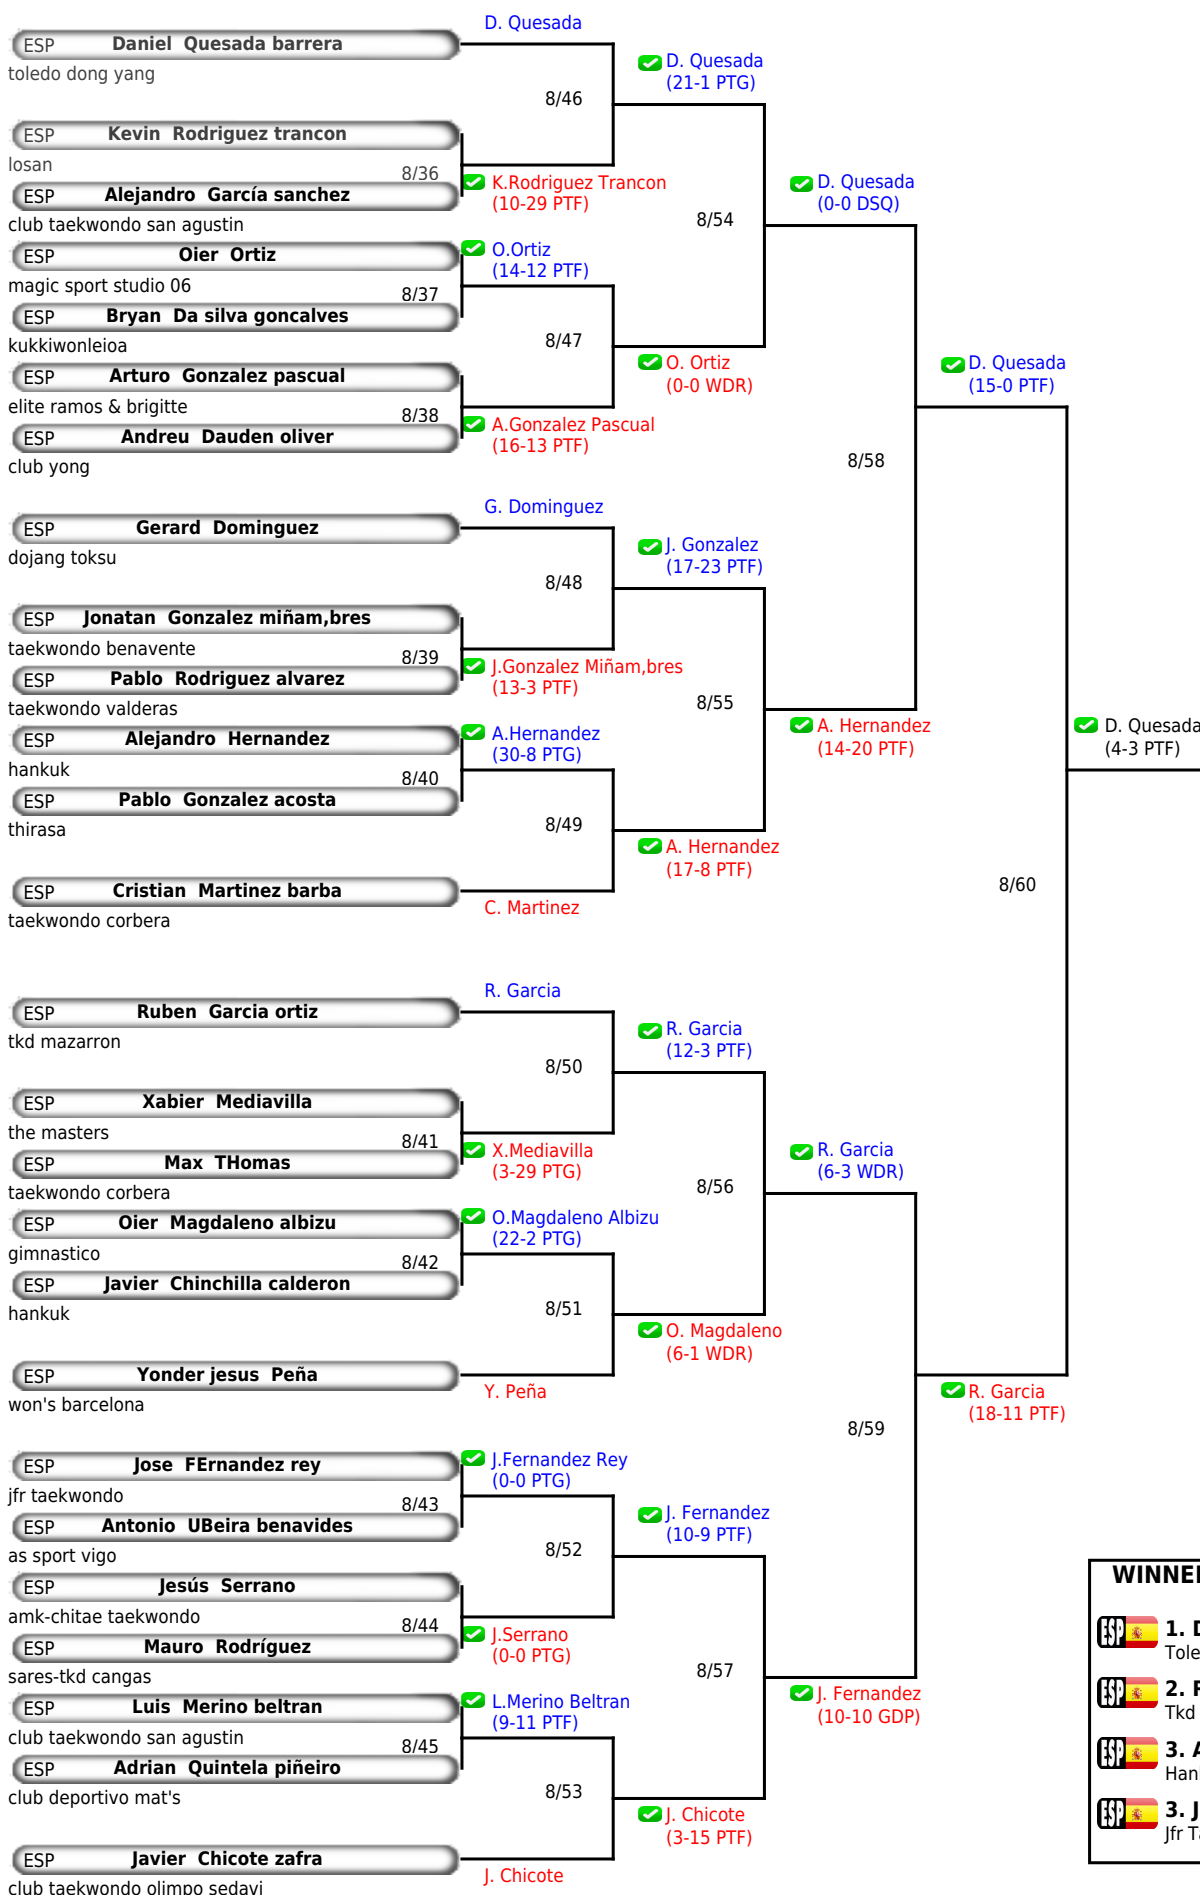 D. Quesada
ESP Daniel Quesada barrera
toledo dong yang
D. Quesada
(21-1 PTG)
8/46
ESP Kevin Rodriguez trancon
losan
8/36
K.Rodriguez Trancon
(10-29 PTF)
D. Quesada
(0-0 DSQ)
ESP Alejandro García sanchez
club taekwondo san agustin
8/54
ESP Oier Ortiz
O.Ortiz
(14-12 PTF)
magic sport studio 06
8/37
ESP Bryan Da silva goncalves
kukkiwonleioa
8/47
O. Ortiz
(0-0 WDR)
D. Quesada
(15-0 PTF)
ESP Arturo Gonzalez pascual
elite ramos & brigitte
8/38
A.Gonzalez Pascual
(16-13 PTF)
ESP Andreu Dauden oliver
club yong
8/58
G. Dominguez
ESP Gerard Dominguez
dojang toksu
J. Gonzalez
(17-23 PTF)
8/48
ESP Jonatan Gonzalez miñam,bres
taekwondo benavente
8/39
J.Gonzalez Miñam,bres
(13-3 PTF)
ESP Pablo Rodriguez alvarez
taekwondo valderas
8/55
ESP Alejandro Hernandez
A.Hernandez
(30-8 PTG)
A. Hernandez
(14-20 PTF)
D. Quesada
(4-3 PTF)
hankuk
8/40
ESP Pablo Gonzalez acosta
thirasa
8/49
A. Hernandez
(17-8 PTF)
ESP Cristian Martinez barba
taekwondo corbera
C. Martinez
8/60
R. Garcia
ESP Ruben Garcia ortiz
tkd mazarron
R. Garcia
(12-3 PTF)
8/50
ESP Xabier Mediavilla
the masters
8/41
X.Mediavilla
(3-29 PTG)
R. Garcia
(6-3 WDR)
ESP Max THomas
taekwondo corbera
8/56
ESP Oier Magdaleno albizu
O.Magdaleno Albizu
(22-2 PTG)
gimnastico
8/42
ESP Javier Chinchilla calderon
hankuk
8/51
O. Magdaleno
(6-1 WDR)
ESP Yonder jesus Peña
won's barcelona
Y. Peña
R. Garcia
(18-11 PTF)
8/59
ESP Jose FErnandez rey
J.Fernandez Rey
(0-0 PTG)
jfr taekwondo
8/43
ESP Antonio UBeira benavides
as sport vigo
J. Fernandez
(10-9 PTF)
8/52
ESP Jesús Serrano
amk-chitae taekwondo
8/44
J.Serrano
(0-0 PTG)
ESP Mauro Rodríguez
sares-tkd cangas
8/57
ESP Luis Merino beltran
L.Merino Beltran
(9-11 PTF)
J. Fernandez
(10-10 GDP)
club taekwondo san agustin
8/45
ESP Adrian Quintela piñeiro
club deportivo mat's
8/53
J. Chicote
(3-15 PTF)
ESP Javier Chicote zafra
club taekwondo olimpo sedavi
J. Chicote
WINNE
ESP 1. D
Tole
ESP 2. R
Tkd
ESP 3. A
Han
ESP 3. J
Jfr T